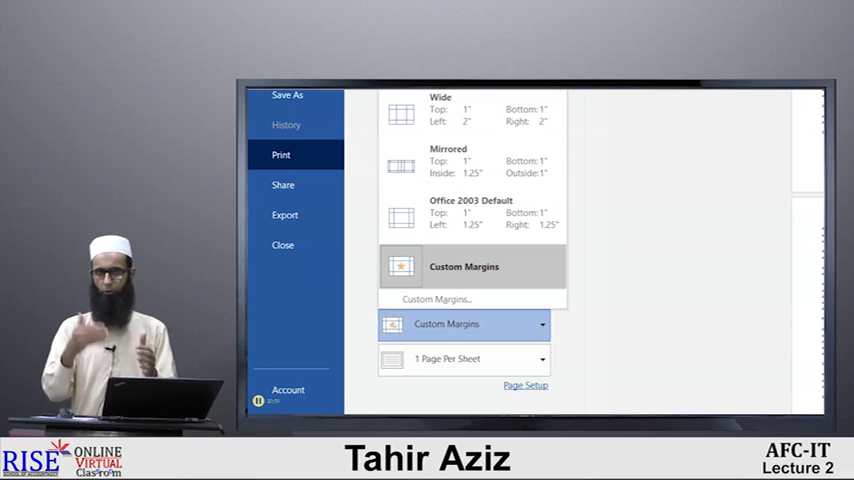 Save As
History
Print
Share
Export
Close
Account
Wide
Top: 1" Bottom: 1"
Left: 2" Right: 2"
Mirrored
Top: 1" Bottom: 1"
Inside: 1.25" Outside: 1"
Office 2003 Default
Top: 1" Bottom: 1"
Left: 1.25" Right: 1.25"
Custom Margins
Custom Margins...
Custom Margins
1 Page Per Sheet
Page Setup
RISE
SCHOOL OF ACCOUNTANCY
ONLINE
VIRTUAL
Classroom
Tahir Aziz
AFC-IT
Lecture 2